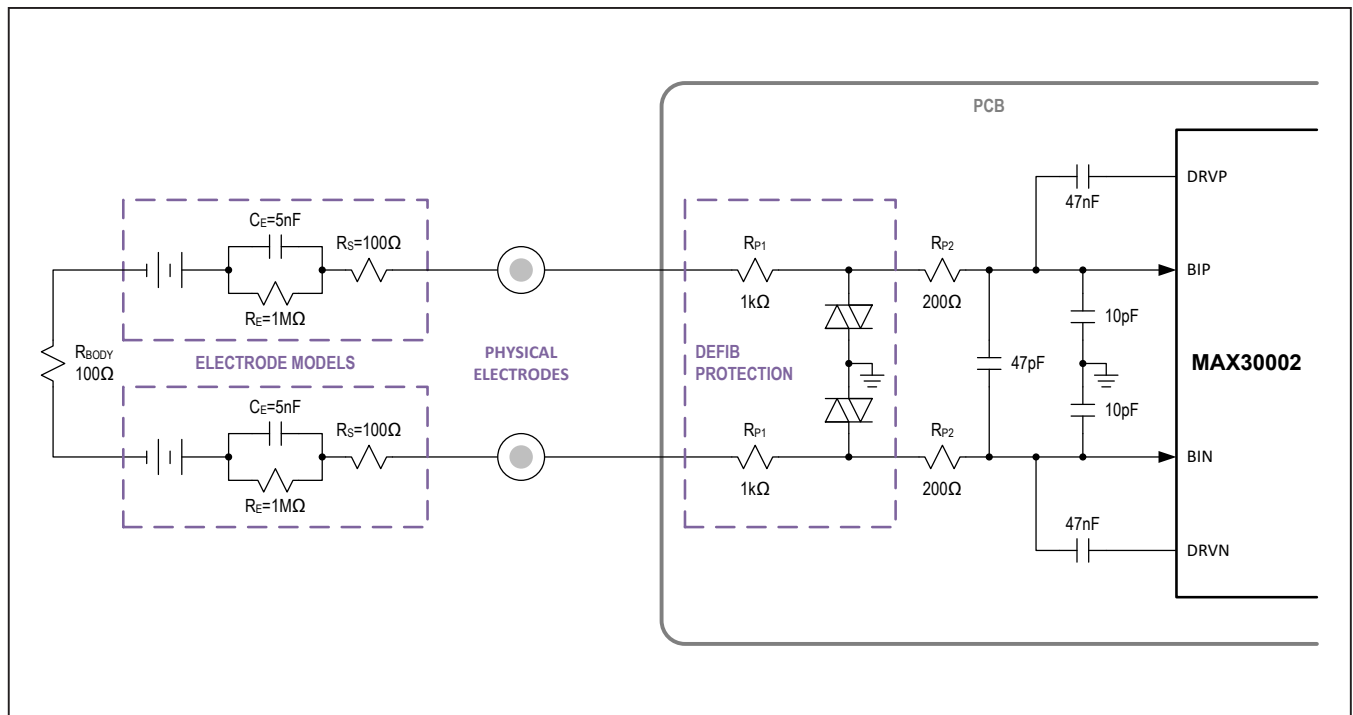 PCB
DRVP
47nF
CE=5nF
RS=100Ω
RP1
RP2
BIP
1kΩ
200Ω
RE=1MΩ
10pF
RBODY
100Ω
ELECTRODE MODELS
PHYSICAL
ELECTRODES
DEFIB
PROTECTION
47pF
MAX30002
CE=5nF
RS=100Ω
10pF
RP1
RP2
BIN
1kΩ
200Ω
RE=1MΩ
47nF
DRVN